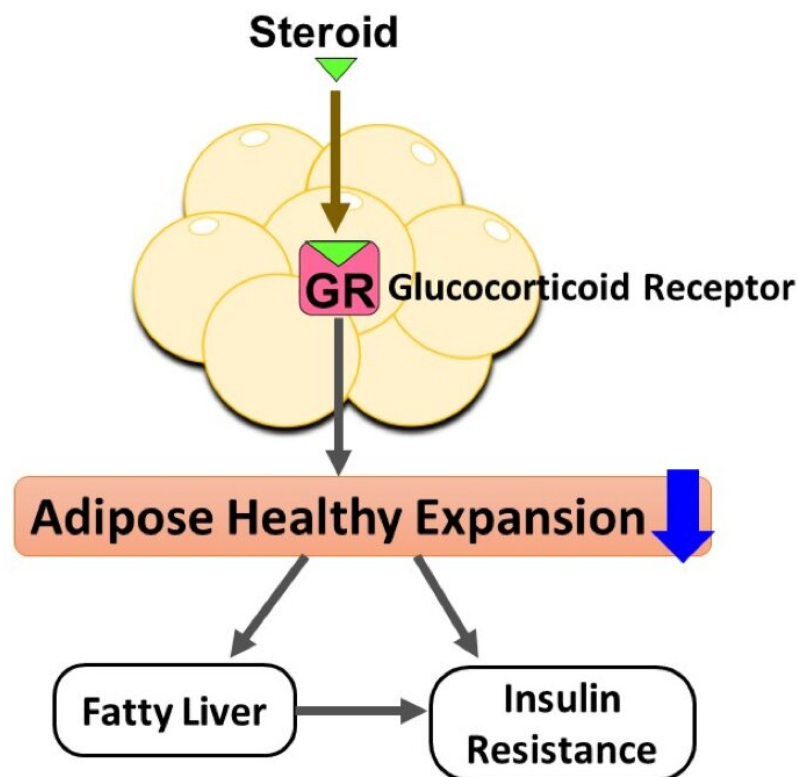 Steroid
GR
Glucocorticoid Receptor
Adipose Healthy Expansion
Fatty Liver
Insulin
Resistance